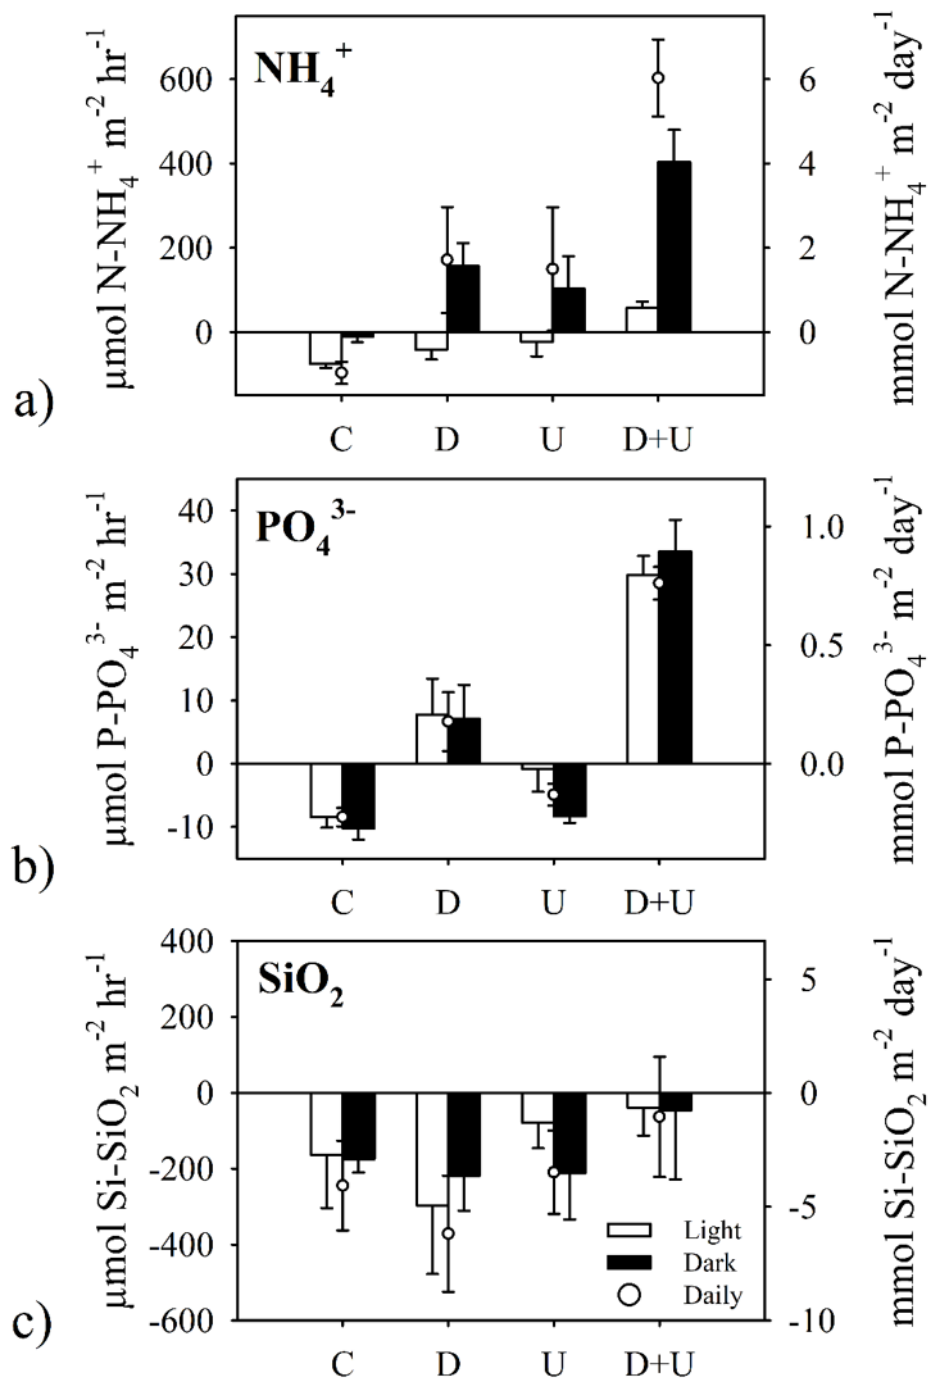 NH₄⁺
μmol N-NH₄⁺ m⁻² hr⁻¹
600
400
200
0
mmol N-NH₄⁺ m⁻² day⁻¹
6
4
2
0
a)
C D U D+U
PO₄³⁻
μmol P-PO₄³⁻ m⁻² hr⁻¹
40
30
20
10
0
-10
mmol P-PO₄³⁻ m⁻² day⁻¹
1.0
0.5
0.0
b)
C D U D+U
SiO₂
μmol Si-SiO₂ m⁻² hr⁻¹
400
200
0
-200
-400
-600
mmol Si-SiO₂ m⁻² day⁻¹
5
0
-5
-10
Light
Dark
Daily
c)
C D U D+U